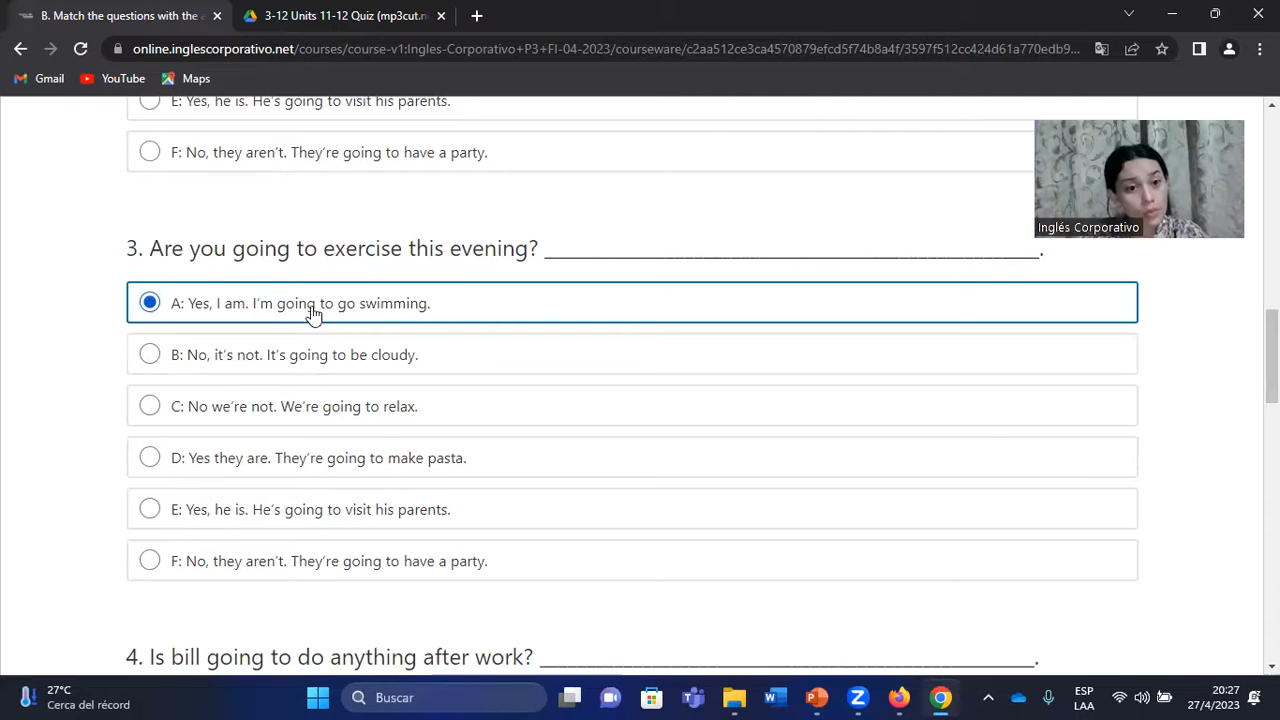 B. Match the questions with the
3-12 Units 11-12 Quiz (mp3cut.n
online.inglescorporativo.net/courses/course-v1:Ingles-Corporativo+P3+FI-04-2023/courseware/c2aa512ce3ca4570879efcd5f74b8a4f/3597f512cc424d61a770edb9...
Gmail
YouTube
Maps
E: Yes, he is. He's going to visit his parents.
F: No, they aren't. They're going to have a party.
Inglés Corporativo
3. Are you going to exercise this evening? ________________________________________.
A: Yes, I am. I'm going to go swimming.
B: No, it's not. It's going to be cloudy.
C: No we're not. We're going to relax.
D: Yes they are. They're going to make pasta.
E: Yes, he is. He's going to visit his parents.
F: No, they aren't. They're going to have a party.
4. Is bill going to do anything after work? ________________________________________.
27°C
Cerca del récord
Buscar
ESP
LAA
20:27
27/4/2023